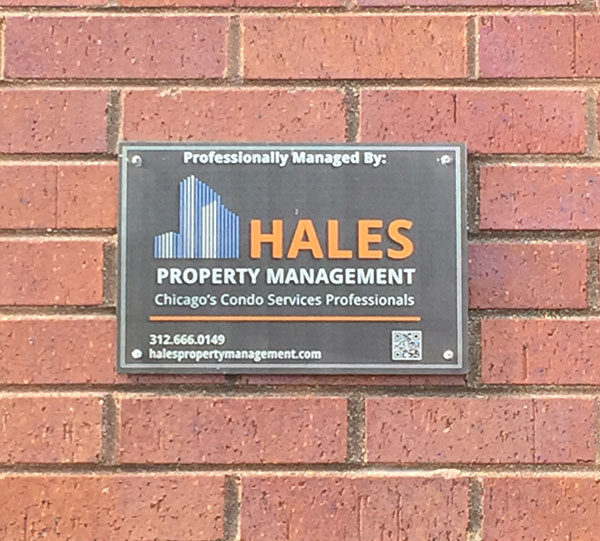 Professionally Managed By:
HALES
PROPERTY MANAGEMENT
Chicago's Condo Services Professionals
312.666.0149
halespropertymanagement.com